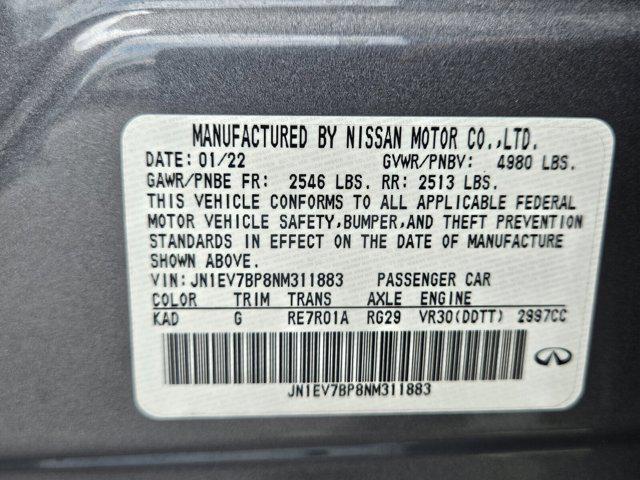 MANUFACTURED BY NISSAN MOTOR CO.,LTD.
DATE: 01/22 GVWR/PNBV: 4980 LBS.
GAWR/PNBE FR: 2546 LBS. RR: 2513 LBS.
THIS VEHICLE CONFORMS TO ALL APPLICABLE FEDERAL
MOTOR VEHICLE SAFETY,BUMPER,AND THEFT PREVENTION
STANDARDS IN EFFECT ON THE DATE OF MANUFACTURE
SHOWN ABOVE.
VIN:JN1EV7BP8NM311883 PASSENGER CAR
COLOR TRIM TRANS AXLE ENGINE
KAD G RE7R01A RG29 VR30(DDTT) 2997CC
JN1EV7BP8NM311883